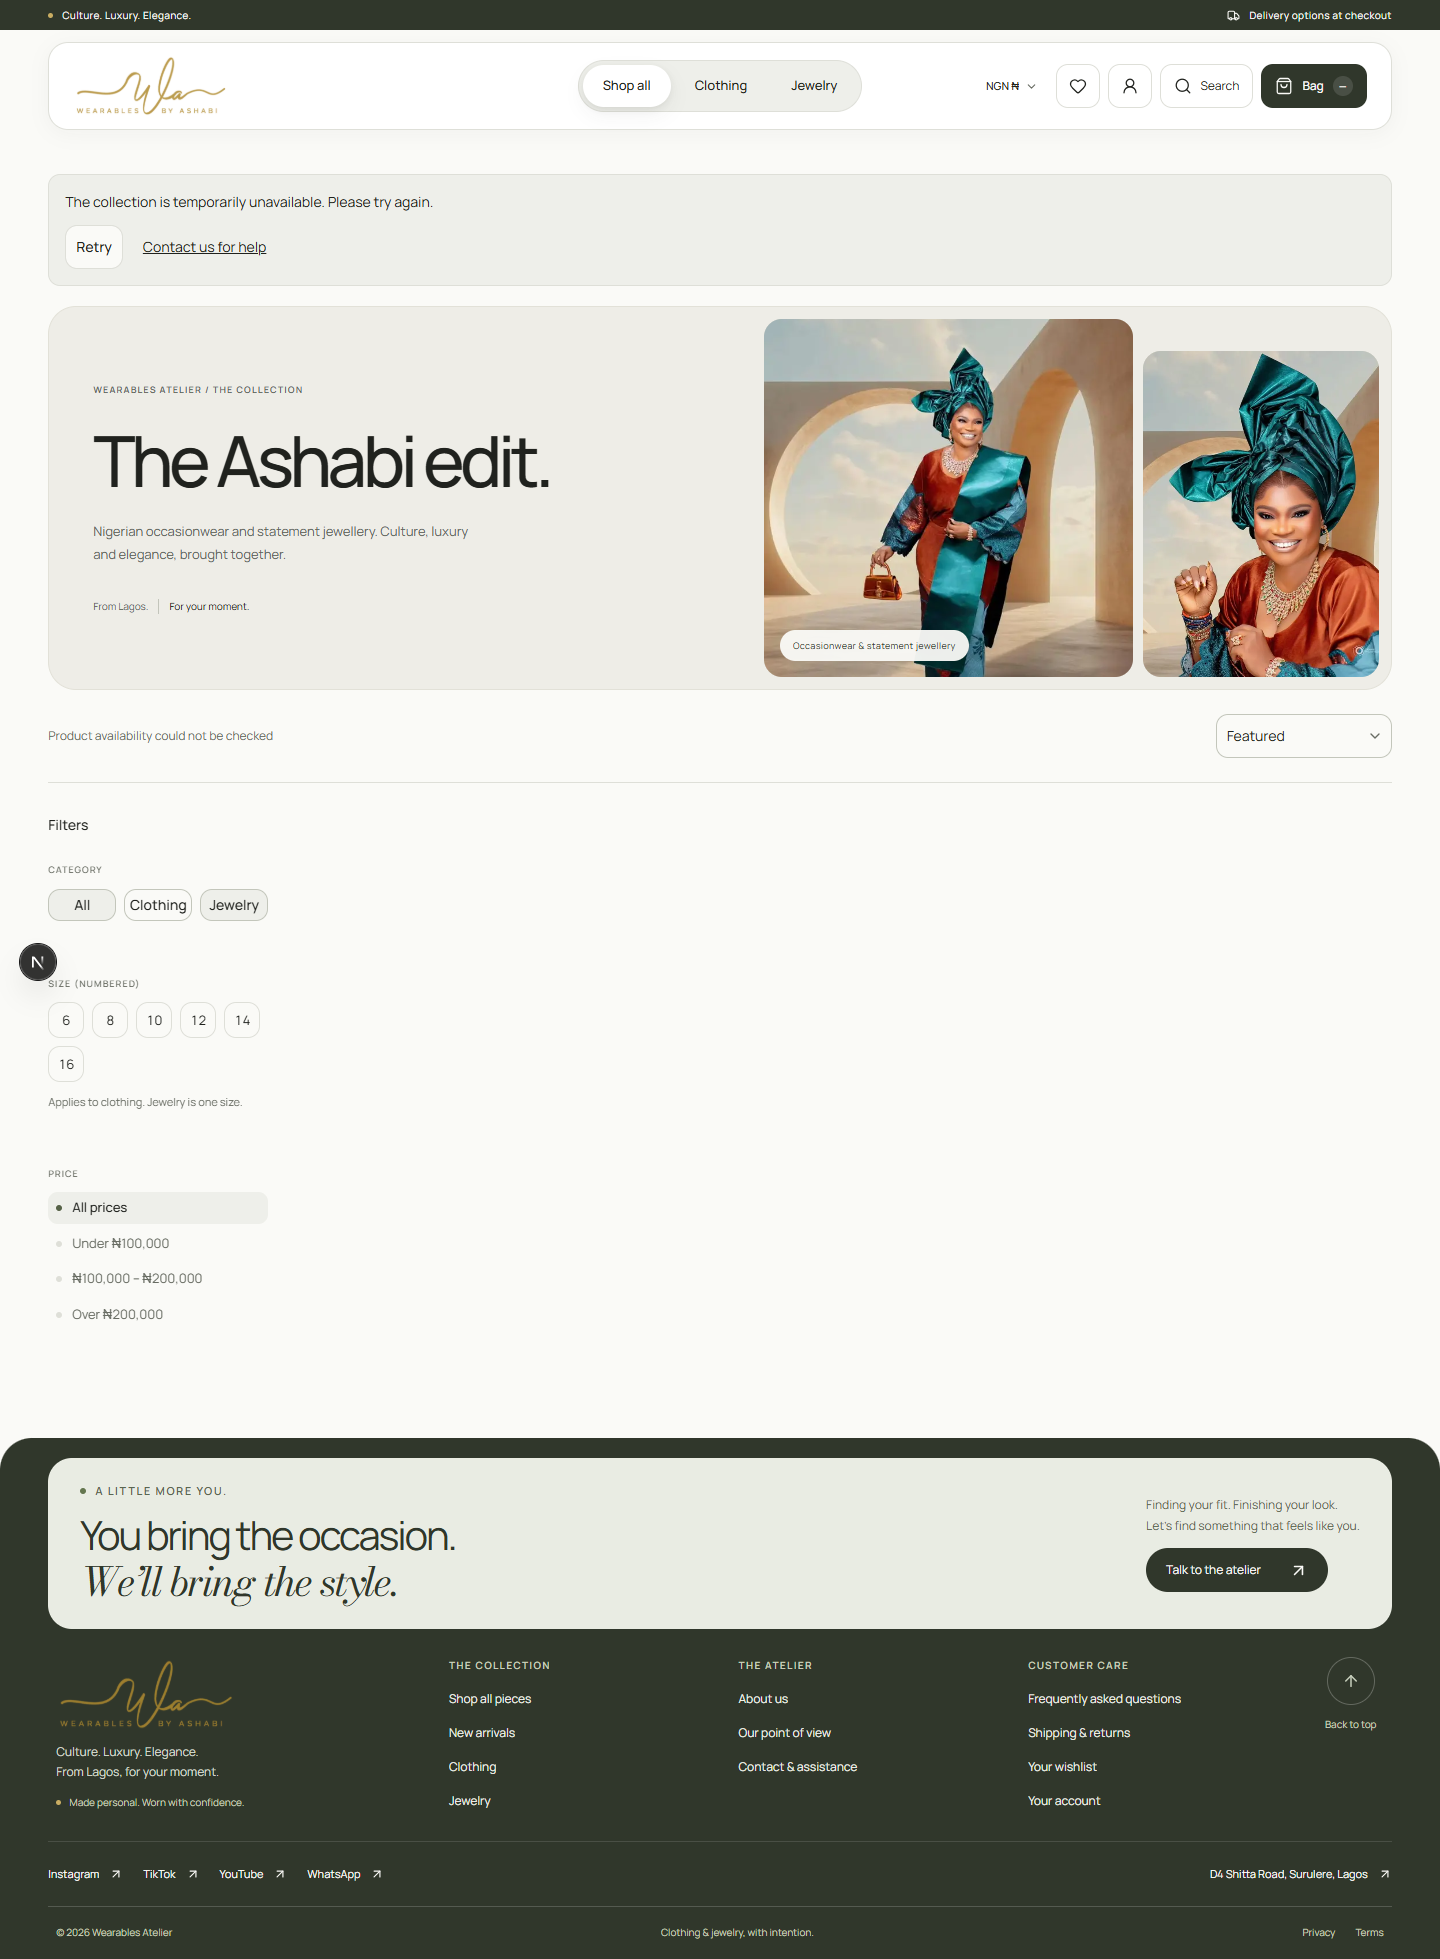 Culture. Luxury. Elegance.
Delivery options at checkout
Wa
WEARABLES BY ASHABI
Shop all
Clothing
Jewelry
NGN ₦
Search
Bag
–
The collection is temporarily unavailable. Please try again.
Retry
Contact us for help
WEARABLES ATELIER / THE COLLECTION
The Ashabi edit.
Nigerian occasionwear and statement jewellery. Culture, luxury
and elegance, brought together.
From Lagos.
For your moment.
Occasionwear & statement jewellery
Product availability could not be checked
Featured
Filters
CATEGORY
All
Clothing
Jewelry
N
SIZE (NUMBERED)
6
8
10
12
14
16
Applies to clothing. Jewelry is one size.
PRICE
All prices
Under ₦100,000
₦100,000 – ₦200,000
Over ₦200,000
A LITTLE MORE YOU.
You bring the occasion.
We’ll bring the style.
Finding your fit. Finishing your look.
Let's find something that feels like you.
Talk to the atelier
Wa
WEARABLES BY ASHABI
Culture. Luxury. Elegance.
From Lagos, for your moment.
Made personal. Worn with confidence.
THE COLLECTION
Shop all pieces
New arrivals
Clothing
Jewelry
THE ATELIER
About us
Our point of view
Contact & assistance
CUSTOMER CARE
Frequently asked questions
Shipping & returns
Your wishlist
Your account
Back to top
Instagram
TikTok
YouTube
WhatsApp
D4 Shitta Road, Surulere, Lagos
© 2026 Wearables Atelier
Clothing & jewelry, with intention.
Privacy
Terms